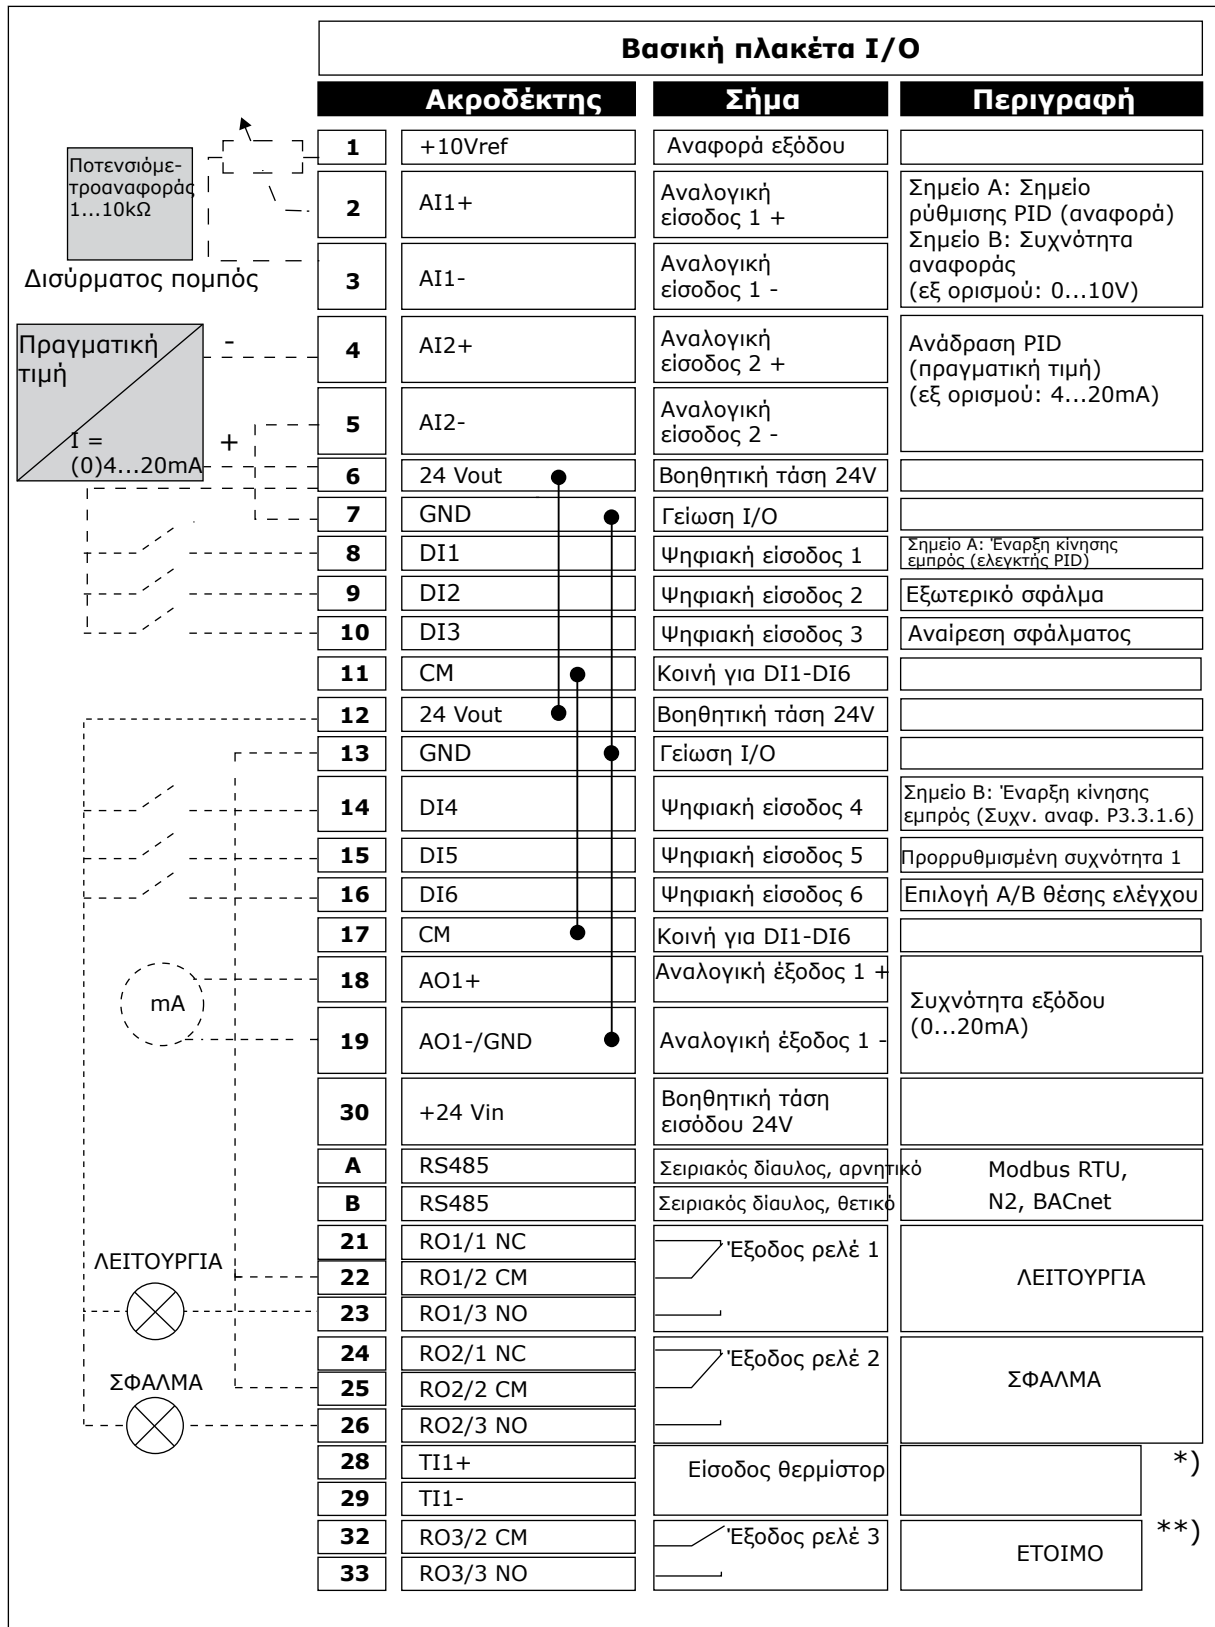 Βασική πλακέτα I/O
Ακροδέκτης Σήμα Περιγραφή
Ποτενσιόμε-
τροαναφοράς
1...10kΩ
Δισύρματος πομπός
Πραγματική
τιμή
I =
(0)4...20mA
-
+
1 +10Vref Αναφορά εξόδου
2 AI1+ Αναλογική
είσοδος 1 +
Σημείο A: Σημείο
ρύθμισης PID (αναφορά)
Σημείο B: Συχνότητα
αναφοράς
(εξ ορισμού: 0...10V)
3 AI1- Αναλογική
είσοδος 1 -
4 AI2+ Αναλογική
είσοδος 2 +
Ανάδραση PID
(πραγματική τιμή)
(εξ ορισμού: 4...20mA)
5 AI2- Αναλογική
είσοδος 2 -
6 24 Vout Βοηθητική τάση 24V
7 GND Γείωση I/O
8 DI1 Ψηφιακή είσοδος 1
Σημείο A: Έναρξη κίνησης
εμπρός (ελεγκτής PID)
9 DI2 Ψηφιακή είσοδος 2 Εξωτερικό σφάλμα
10 DI3 Ψηφιακή είσοδος 3 Αναίρεση σφάλματος
11 CM Κοινή για DI1-DI6
12 24 Vout Βοηθητική τάση 24V
13 GND Γείωση I/O
14 DI4 Ψηφιακή είσοδος 4
Σημείο B: Έναρξη κίνησης
εμπρός (Συχν. αναφ. P3.3.1.6)
15 DI5 Ψηφιακή είσοδος 5 Προρρυθμισμένη συχνότητα 1
16 DI6 Ψηφιακή είσοδος 6 Επιλογή A/B θέσης ελέγχου
17 CM Κοινή για DI1-DI6
mA
18 AO1+ Αναλογική έξοδος 1 +
Συχνότητα εξόδου
(0...20mA)
19 AO1-/GND Αναλογική έξοδος 1 -
30 +24 Vin Βοηθητική τάση
εισόδου 24V
A RS485 Σειριακός δίαυλος, αρνητικό Modbus RTU,
B RS485 Σειριακός δίαυλος, θετικό N2, BACnet
21 RO1/1 NC Έξοδος ρελέ 1
ΛΕΙΤΟΥΡΓΙΑ
22 RO1/2 CM ΛΕΙΤΟΥΡΓΙΑ
23 RO1/3 NO
24 RO2/1 NC Έξοδος ρελέ 2
ΣΦΑΛΜΑ
25 RO2/2 CM ΣΦΑΛΜΑ
26 RO2/3 NO
28 TI1+ Είσοδος θερμίστορ *)
29 TI1-
32 RO3/2 CM Έξοδος ρελέ 3 ΕΤΟΙΜΟ **)
33 RO3/3 NO